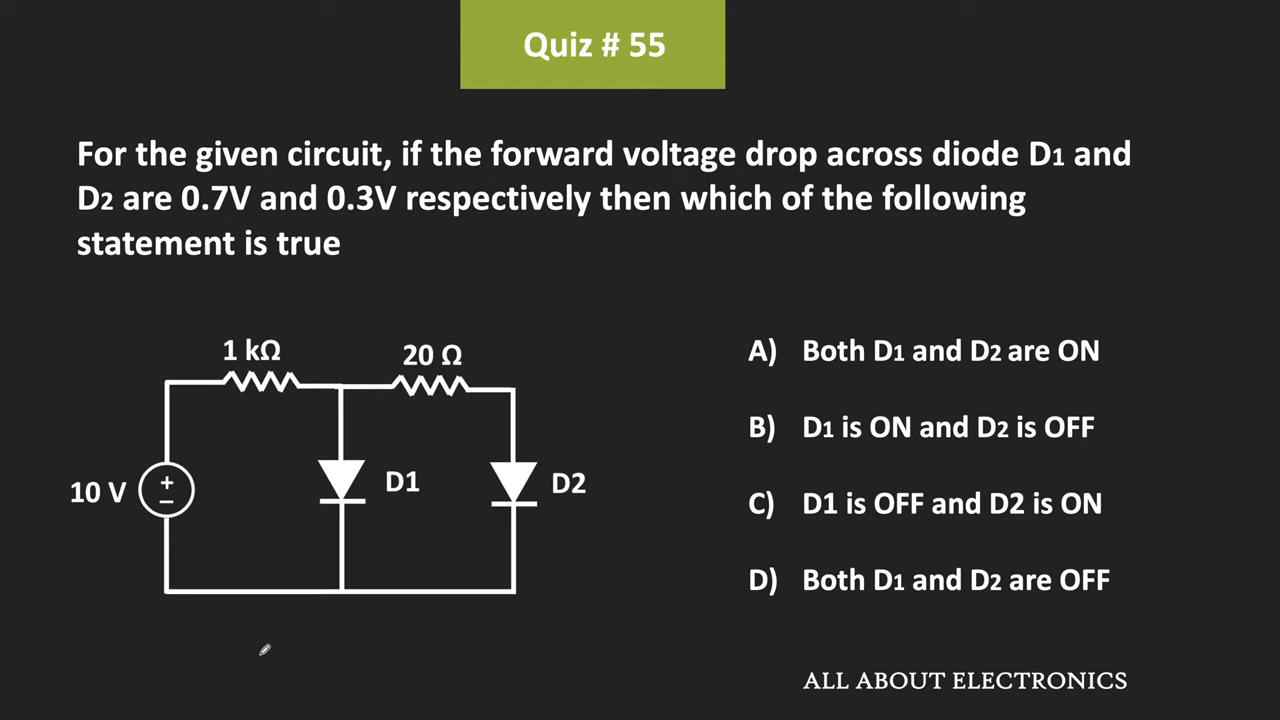 Quiz # 55
For the given circuit, if the forward voltage drop across diode D1 and
D2 are 0.7V and 0.3V respectively then which of the following
statement is true
1 kΩ
20 Ω
10 V
+
−
D1
D2
A) Both D1 and D2 are ON
B) D1 is ON and D2 is OFF
C) D1 is OFF and D2 is ON
D) Both D1 and D2 are OFF
ALL ABOUT ELECTRONICS